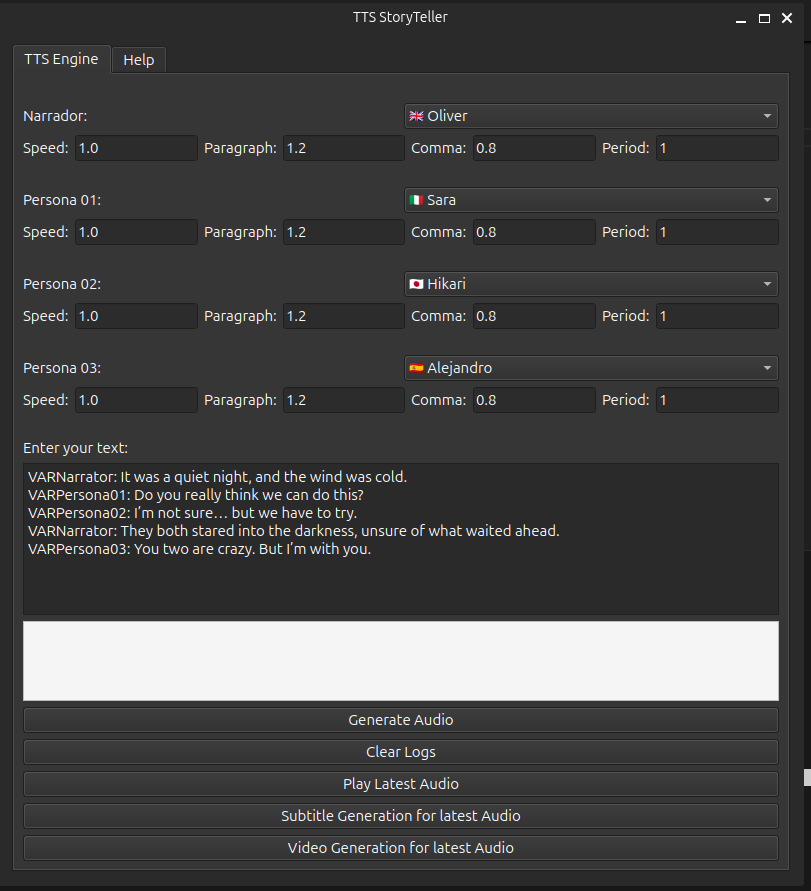 TTS StoryTeller
TTS Engine Help
Narrador: Oliver
Speed: 1.0 Paragraph: 1.2 Comma: 0.8 Period: 1
Persona 01: Sara
Speed: 1.0 Paragraph: 1.2 Comma: 0.8 Period: 1
Persona 02: Hikari
Speed: 1.0 Paragraph: 1.2 Comma: 0.8 Period: 1
Persona 03: Alejandro
Speed: 1.0 Paragraph: 1.2 Comma: 0.8 Period: 1
Enter your text:
VARNarrator: It was a quiet night, and the wind was cold.
VARPersona01: Do you really think we can do this?
VARPersona02: I’m not sure… but we have to try.
VARNarrator: They both stared into the darkness, unsure of what waited ahead.
VARPersona03: You two are crazy. But I’m with you.
Generate Audio
Clear Logs
Play Latest Audio
Subtitle Generation for latest Audio
Video Generation for latest Audio